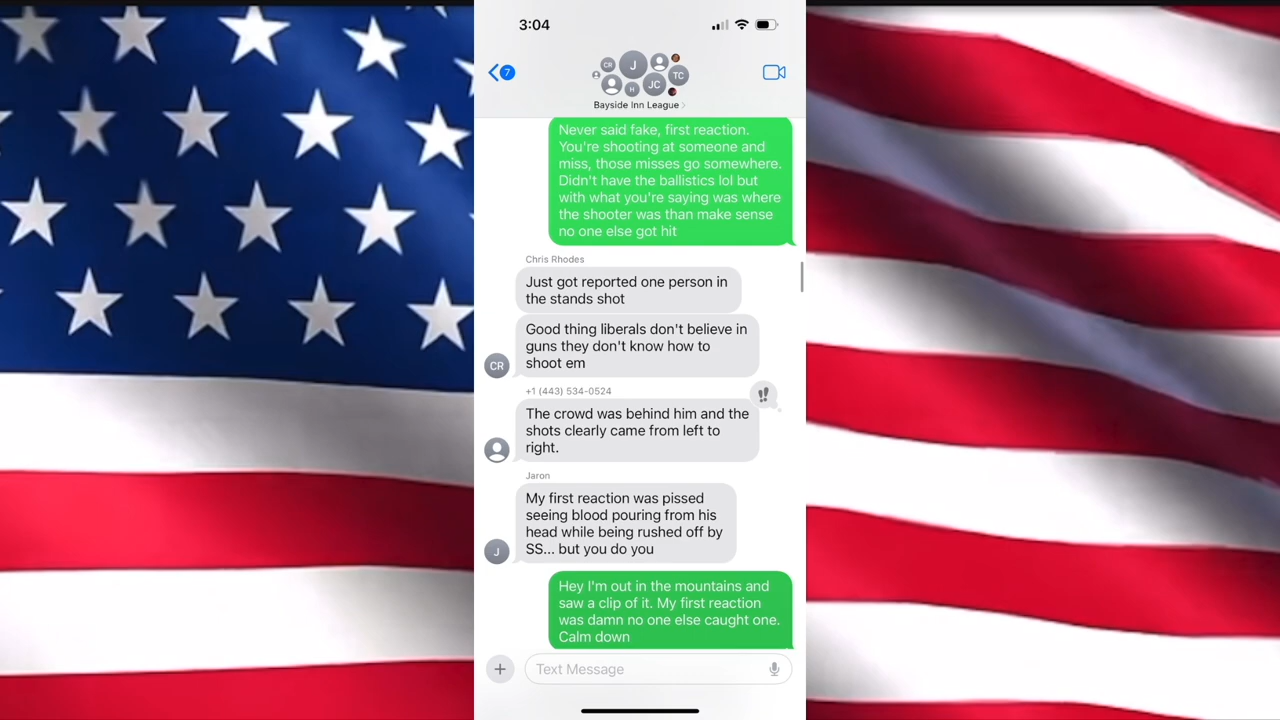 3:04
7
CR
J
TC
H
JC
Bayside Inn League
Never said fake, first reaction.
You're shooting at someone and
miss, those misses go somewhere.
Didn't have the ballistics lol but
with what you're saying was where
the shooter was than make sense
no one else got hit
Chris Rhodes
Just got reported one person in
the stands shot
Good thing liberals don't believe in
guns they don't know how to
shoot em
CR
+1 (443) 534-0524
!!
The crowd was behind him and the
shots clearly came from left to
right.
Jaron
My first reaction was pissed
seeing blood pouring from his
head while being rushed off by
SS... but you do you
J
Hey I'm out in the mountains and
saw a clip of it. My first reaction
was damn no one else caught one.
Calm down
Text Message